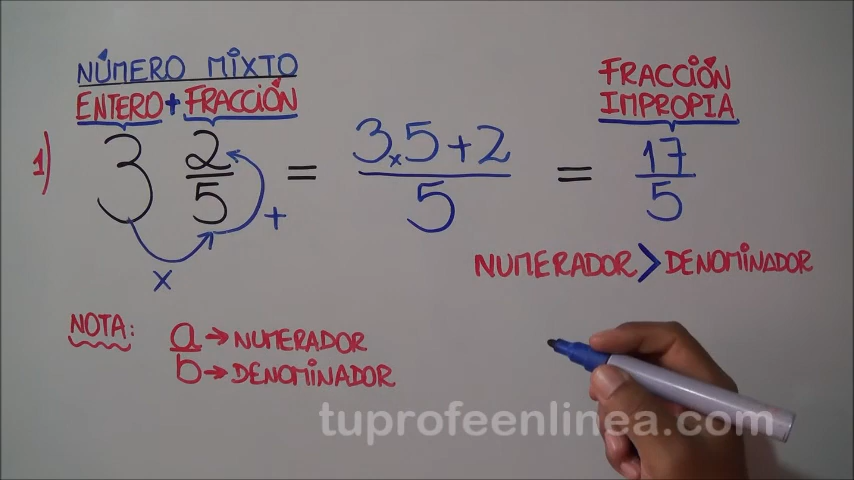 NÚMERO MIXTO
ENTERO + FRACCIÓN
FRACCIÓN
IMPROPIA
1) 3 2/5 = 3x5+2/5 = 17/5
x
+
NUMERADOR > DENOMINADOR
NOTA:
a → NUMERADOR
b → DENOMINADOR
tuprofeenlinea.com